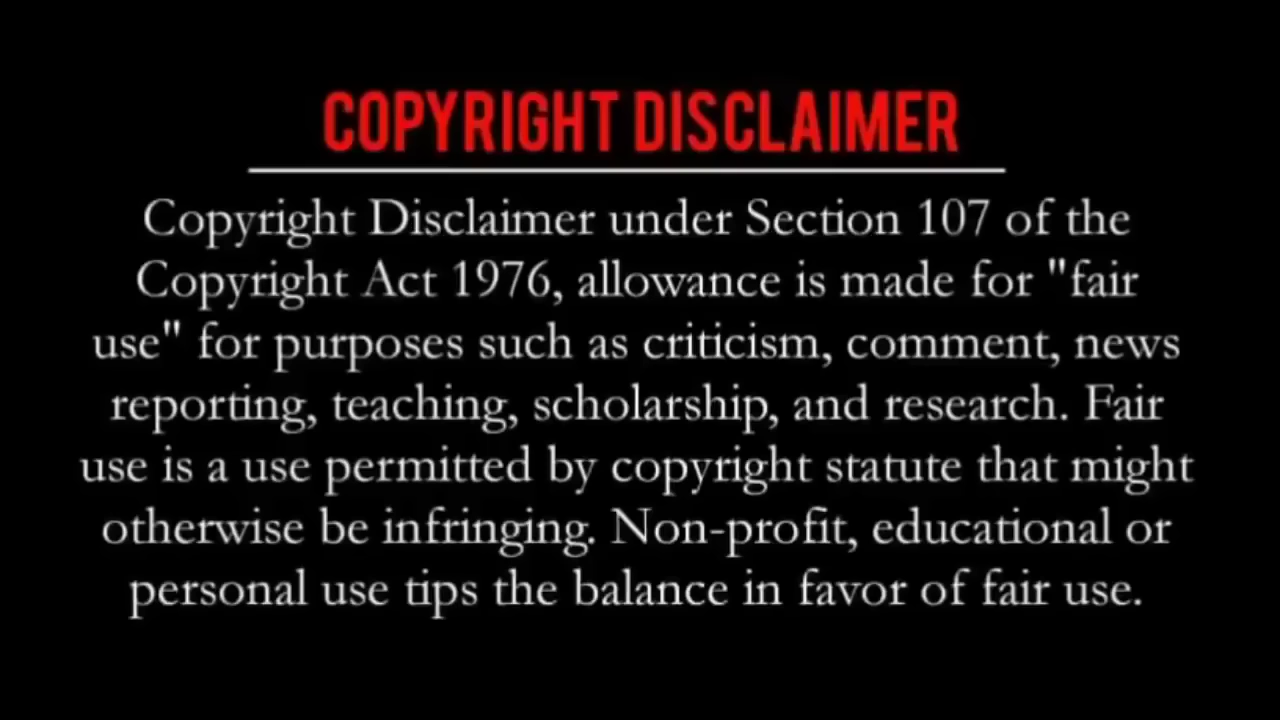 COPYRIGHT DISCLAIMER
Copyright Disclaimer under Section 107 of the
Copyright Act 1976, allowance is made for "fair
use" for purposes such as criticism, comment, news
reporting, teaching, scholarship, and research. Fair
use is a use permitted by copyright statute that might
otherwise be infringing. Non-profit, educational or
personal use tips the balance in favor of fair use.